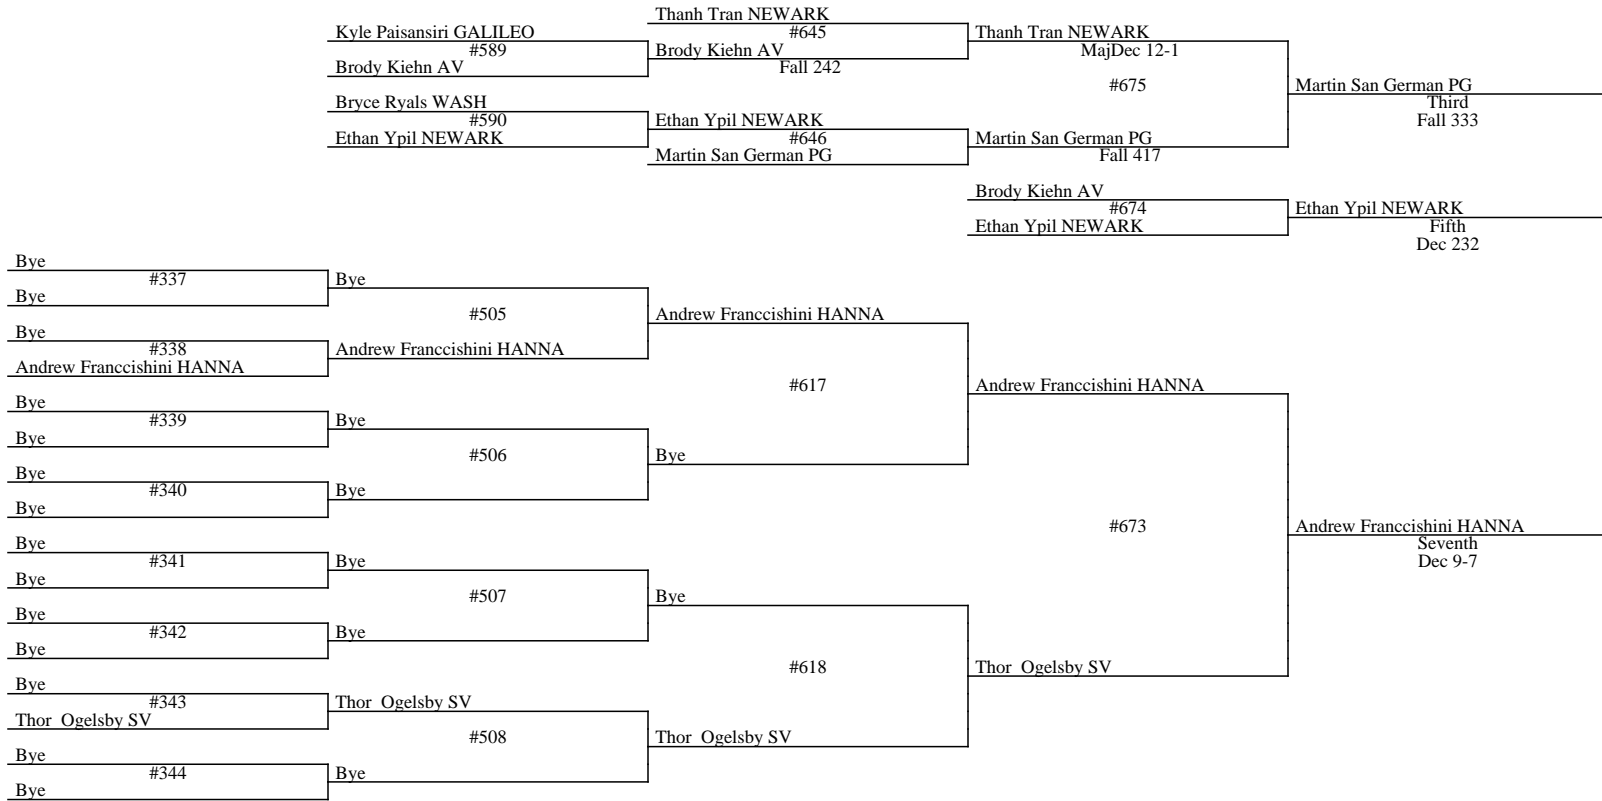 Thanh Tran NEWARK
Kyle Paisansiri GALILEO
#645
Thanh Tran NEWARK
#589
Brody Kiehn AV
MajDec 12-1
Brody Kiehn AV
Fall 242
#675
Martin San German PG
Bryce Ryals WASH
Third
#590
Ethan Ypil NEWARK
Fall 333
Ethan Ypil NEWARK
#646
Martin San German PG
Martin San German PG
Fall 417
Brody Kiehn AV
#674
Ethan Ypil NEWARK
Ethan Ypil NEWARK
Fifth
Dec 232
Bye
#337
Bye
Bye
#505
Andrew Franccishini HANNA
Bye
#338
Andrew Franccishini HANNA
Andrew Franccishini HANNA
#617
Andrew Franccishini HANNA
Bye
#339
Bye
Bye
#506
Bye
Bye
#340
Bye
Bye
#673
Andrew Franccishini HANNA
Bye
Seventh
#341
Bye
Dec 9-7
Bye
#507
Bye
Bye
#342
Bye
Bye
#618
Thor Ogelsby SV
Bye
#343
Thor Ogelsby SV
Thor Ogelsby SV
#508
Thor Ogelsby SV
Bye
#344
Bye
Bye